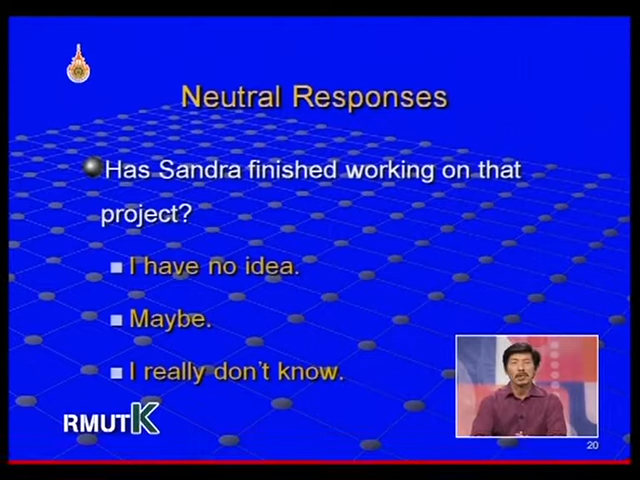 Neutral Responses
Has Sandra finished working on that
project?
I have no idea.
Maybe.
I really don't know.
RMUTK
20